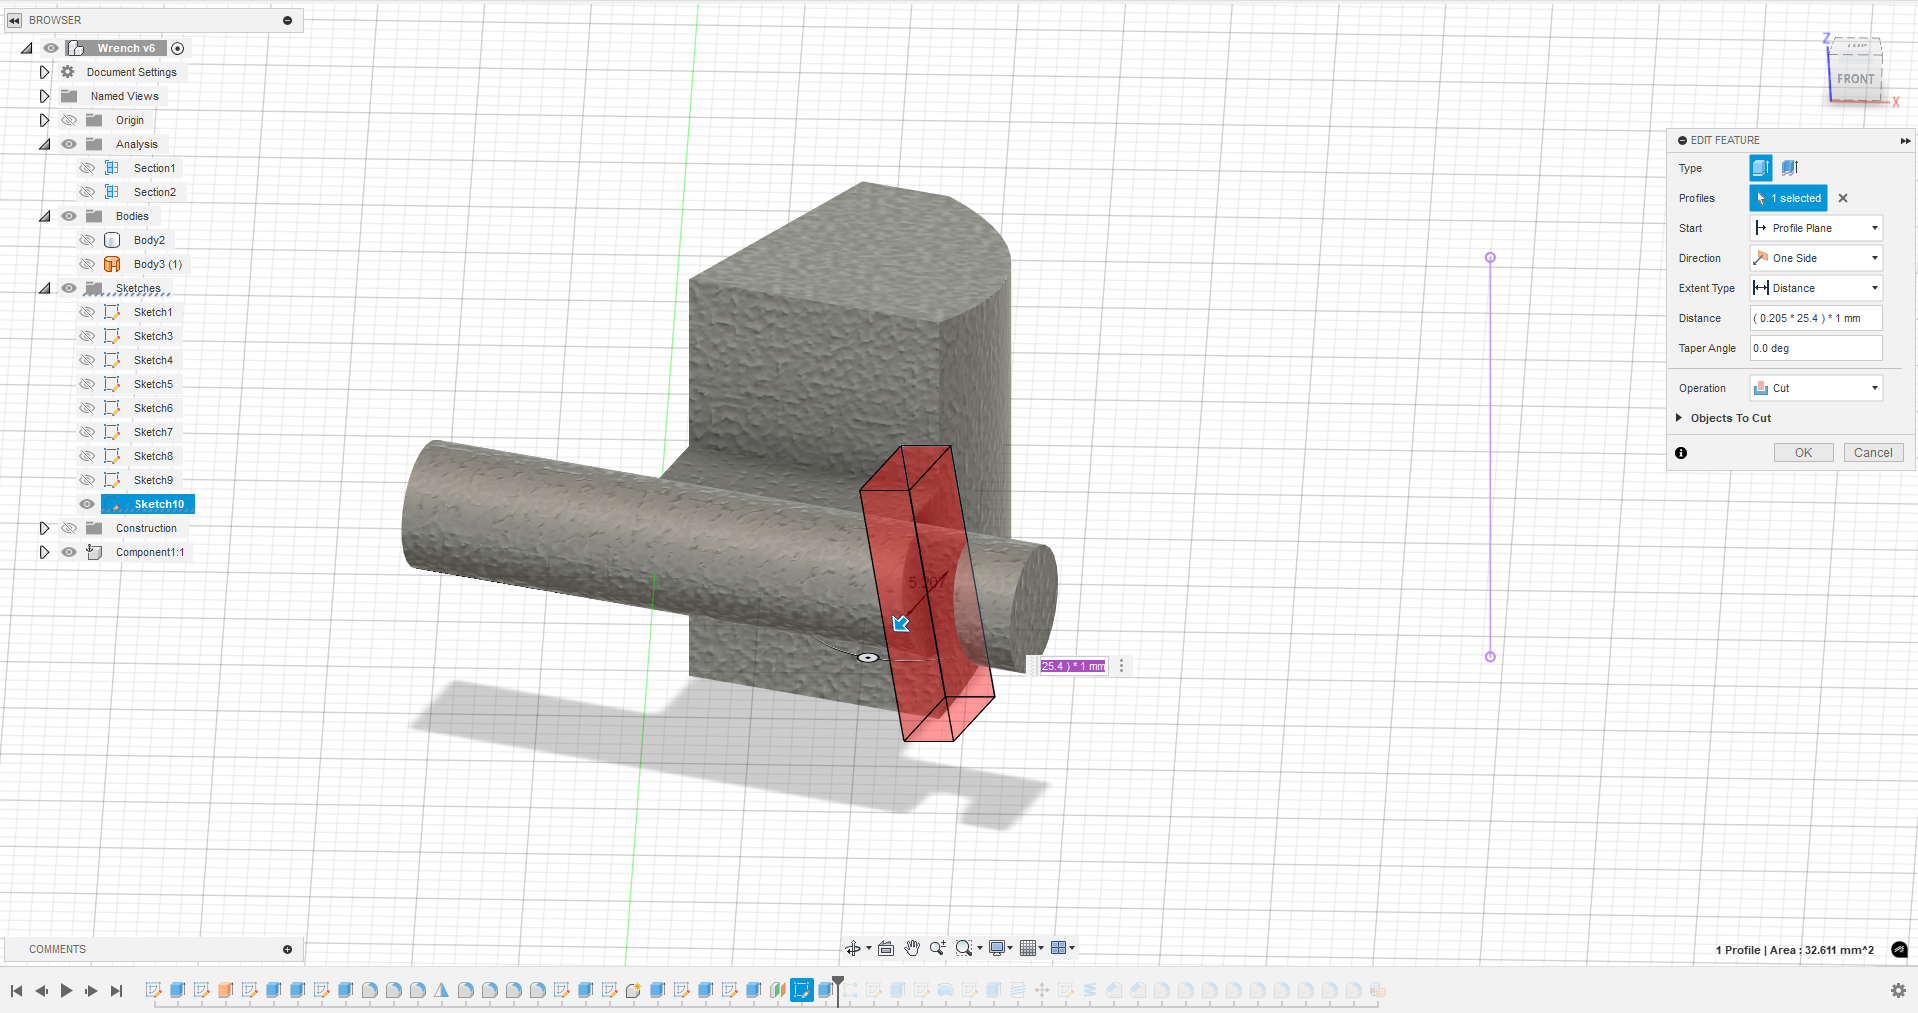 BROWSER
Wrench v6
Document Settings
Named Views
Origin
Analysis
Section1
Section2
Bodies
Body2
Body3 (1)
Sketches
Sketch1
Sketch3
Sketch4
Sketch5
Sketch6
Sketch7
Sketch8
Sketch9
Sketch10
Construction
Component1:1
Z
TOP
FRONT
X
EDIT FEATURE
Type
Profiles 1 selected
Start Profile Plane
Direction One Side
Extent Type Distance
Distance ( 0.205 * 25.4 ) * 1 mm
Taper Angle 0.0 deg
Operation Cut
Objects To Cut
OK Cancel
5.207
25.4 ) * 1 mm
COMMENTS
1 Profile | Area : 32.611 mm^2